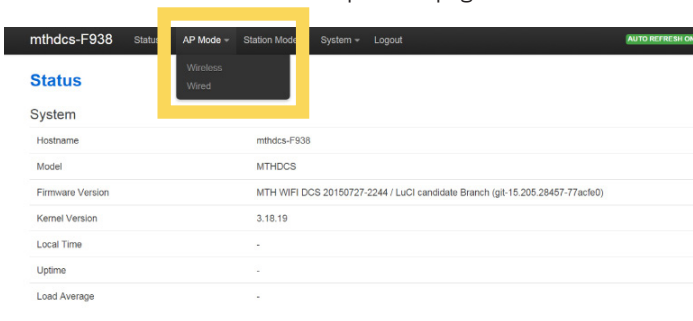 mthdcs-F938 Status AP Mode Station Mode System Logout AUTO REFRESH ON
Wireless
Wired
Status
System
Hostname mthdcs-F938
Model MTHDCS
Firmware Version MTH WIFI DCS 20150727-2244 / LuCI candidate Branch (git-15.205.28457-77acfe0)
Kernel Version 3.18.19
Local Time -
Uptime -
Load Average -